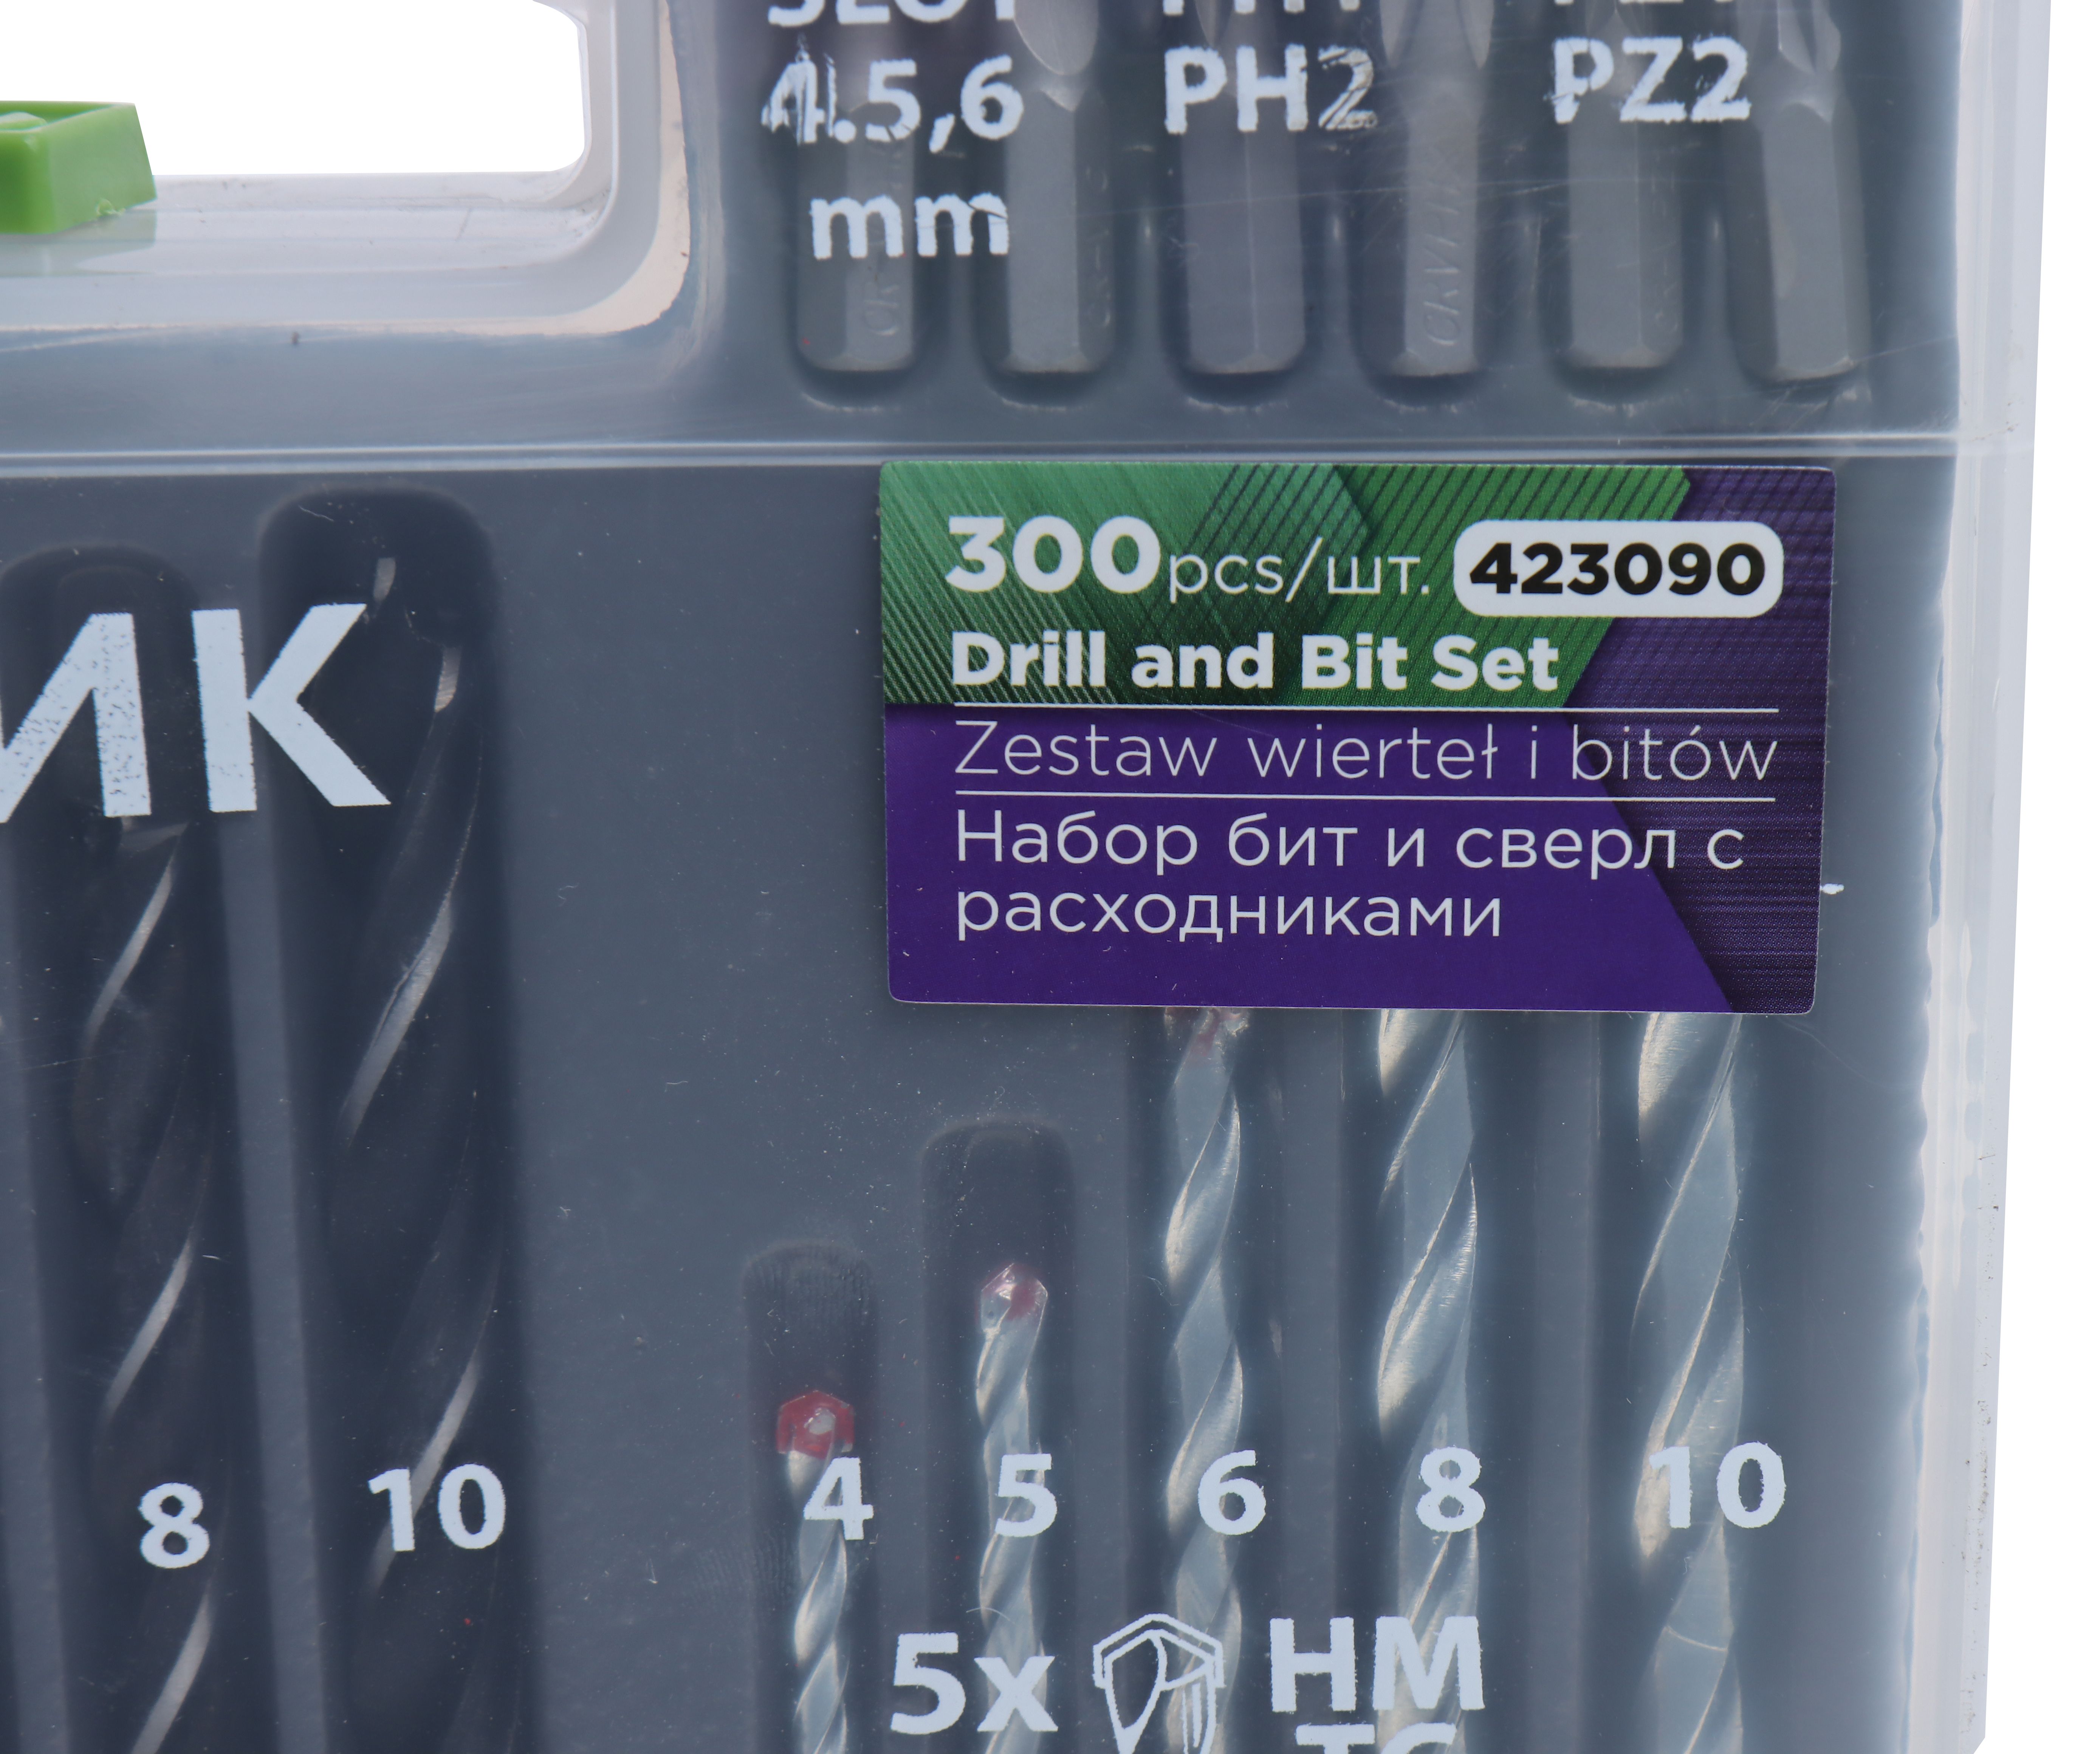 4.5,6
mm
PH2
PZ2
300pcs/шт. 423090
Drill and Bit Set
Zestaw wierteł i bitów
Набор бит и сверл с
расходниками
ИК
8 10
4 5 6 8 10
5x HM